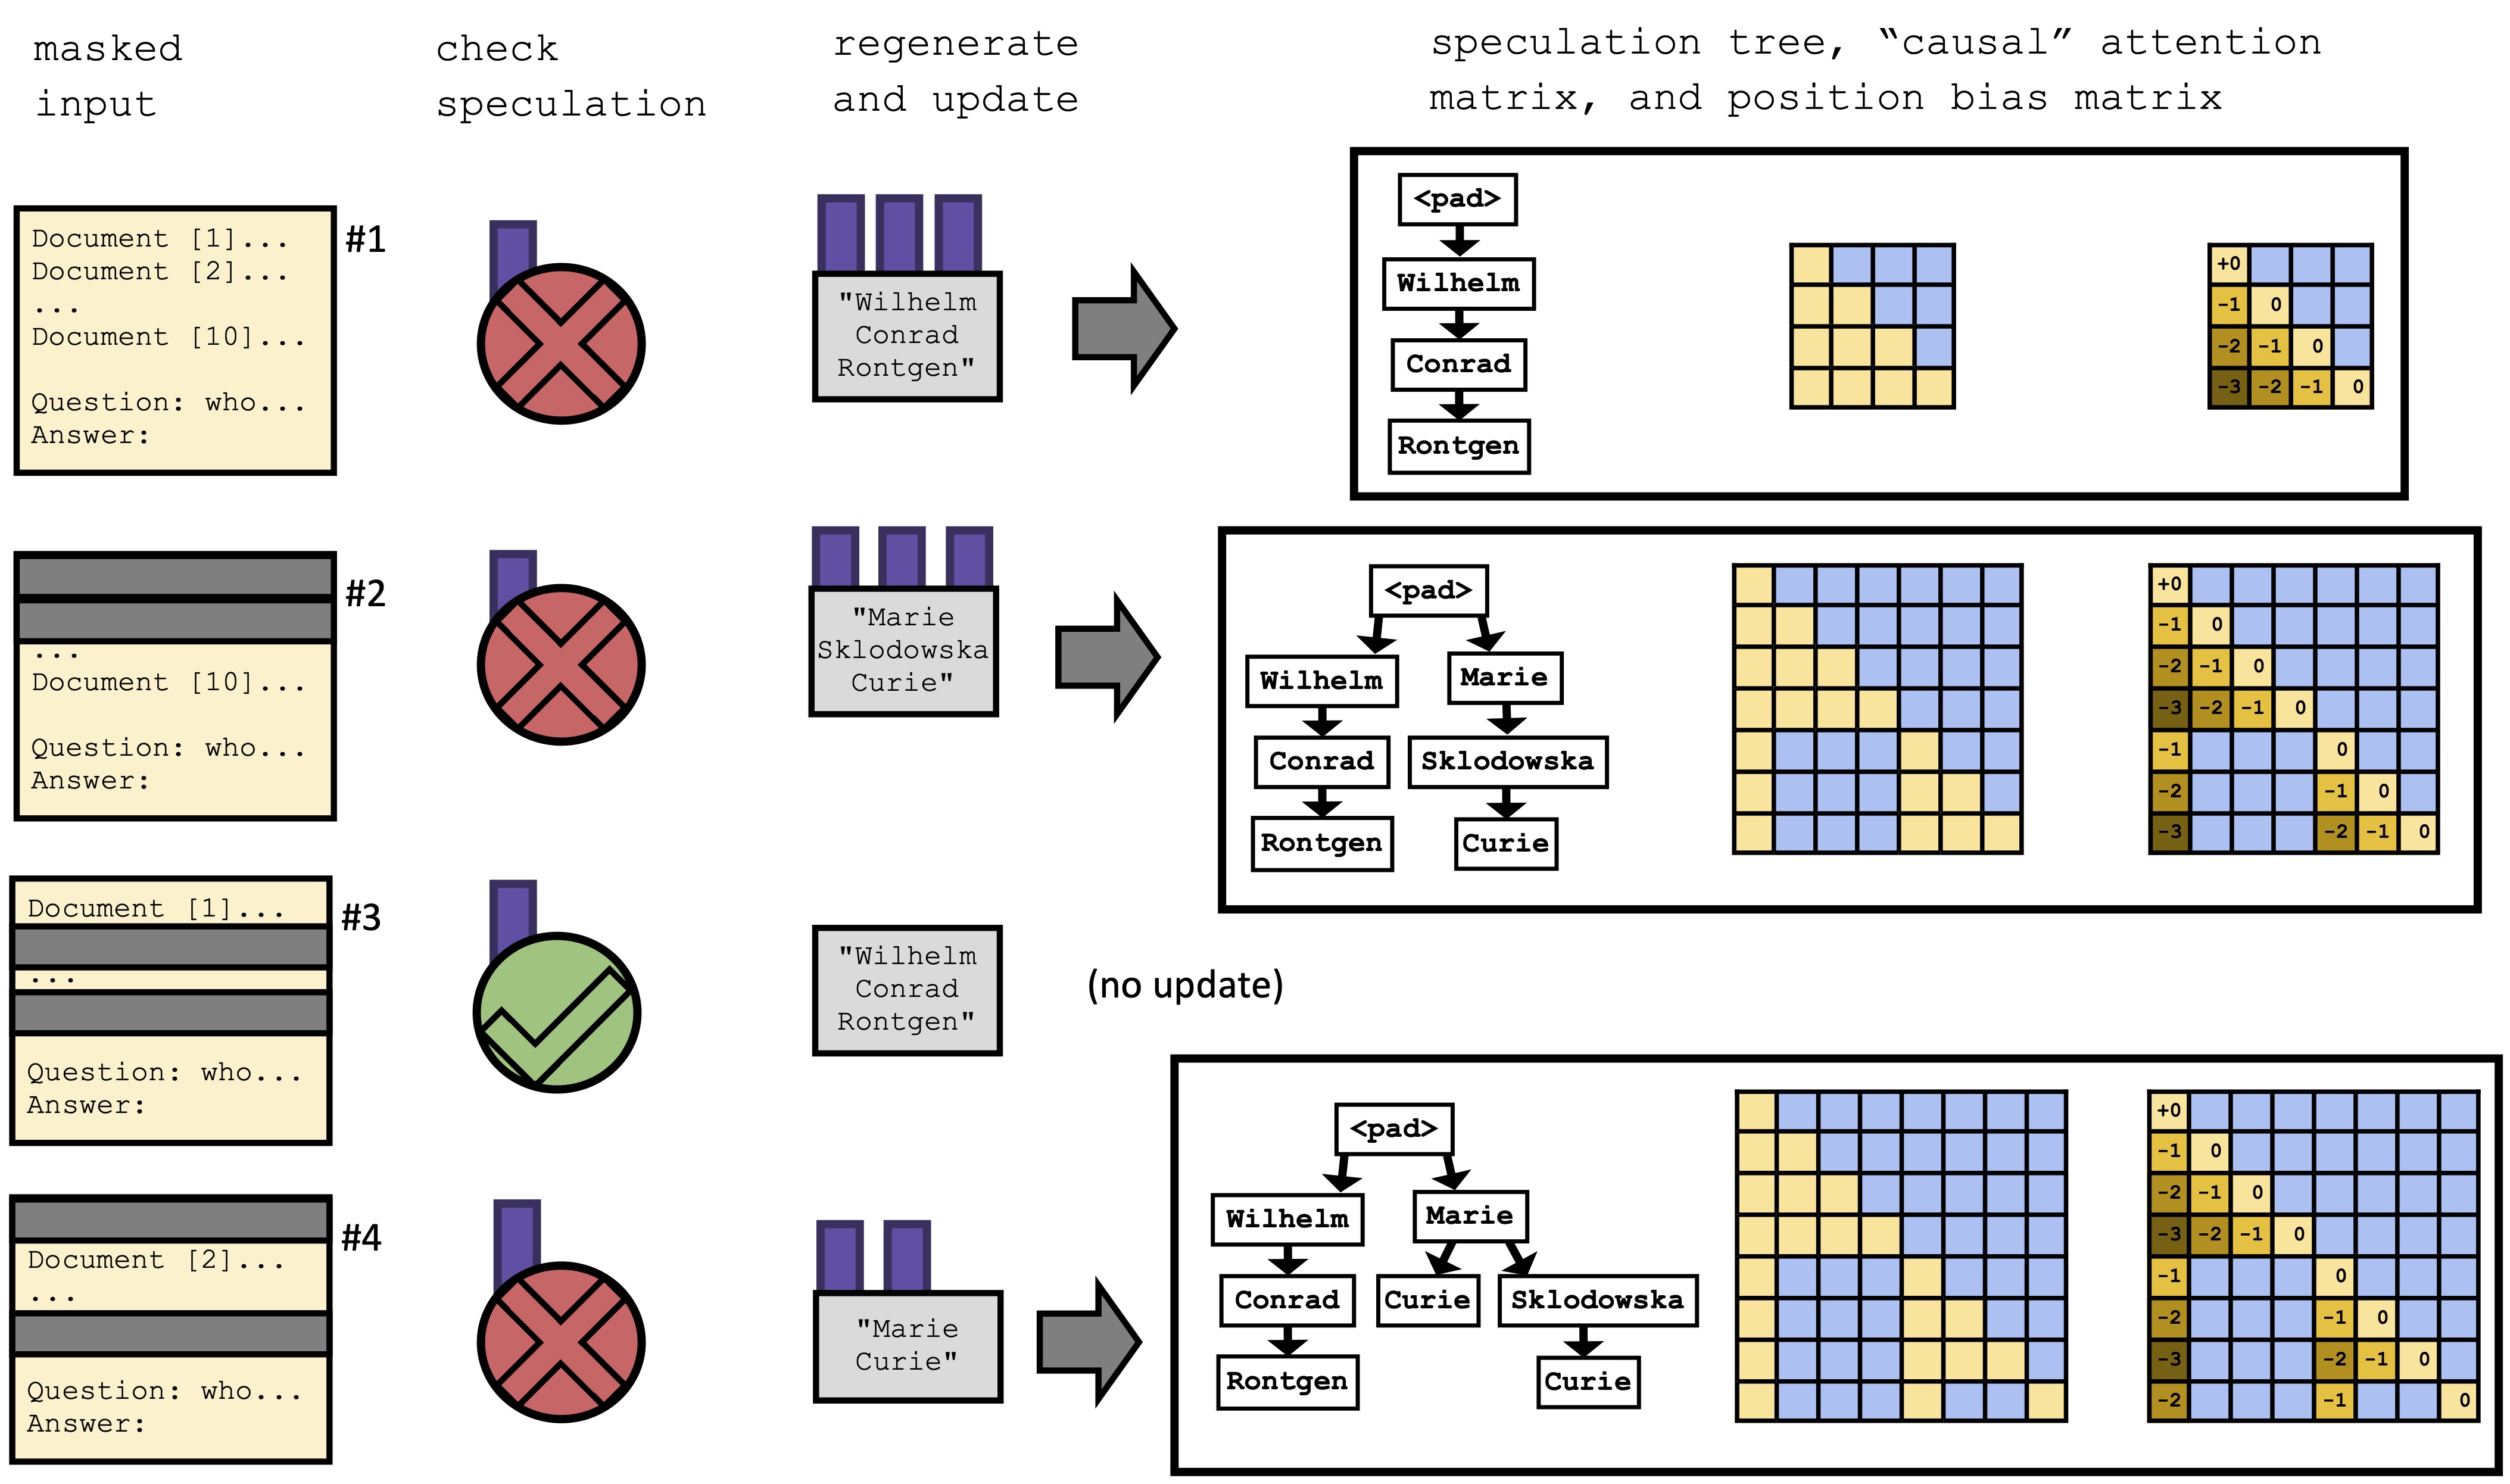 masked
input
check
speculation
regenerate
and update
speculation tree, “causal” attention
matrix, and position bias matrix
Document [1]...
Document [2]...
...
Document [10]...
Question: who...
Answer:
#1
"Wilhelm
Conrad
Rontgen"
<pad>
Wilhelm
Conrad
Rontgen
+0
-1 0
-2 -1 0
-3 -2 -1 0
...
Document [10]...
Question: who...
Answer:
#2
"Marie
Sklodowska
Curie"
<pad>
Wilhelm Marie
Conrad Sklodowska
Rontgen Curie
+0
-1 0
-2 -1 0
-3 -2 -1 0
-1 0
-2 -1 0
-3 -2 -1 0
Document [1]...
...
Question: who...
Answer:
#3
"Wilhelm
Conrad
Rontgen"
(no update)
Document [2]...
...
Question: who...
Answer:
#4
"Marie
Curie"
<pad>
Wilhelm Marie
Conrad Curie Sklodowska
Rontgen Curie
+0
-1 0
-2 -1 0
-3 -2 -1 0
-1 0
-2 -1 0
-3 -2 -1 0
-2 -1 0